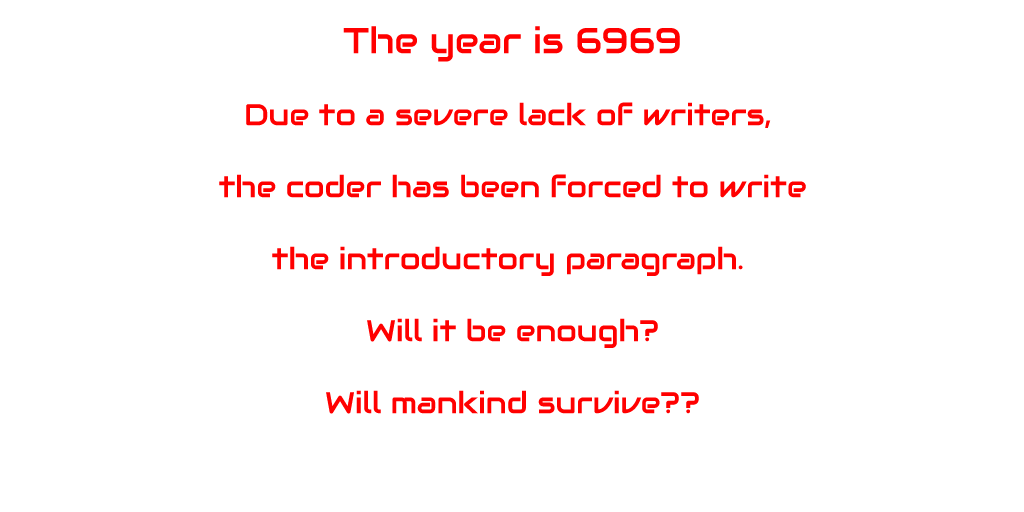 The year is 6969
Due to a severe lack of writers,
the coder has been forced to write
the introductory paragraph.
Will it be enough?
Will mankind survive??